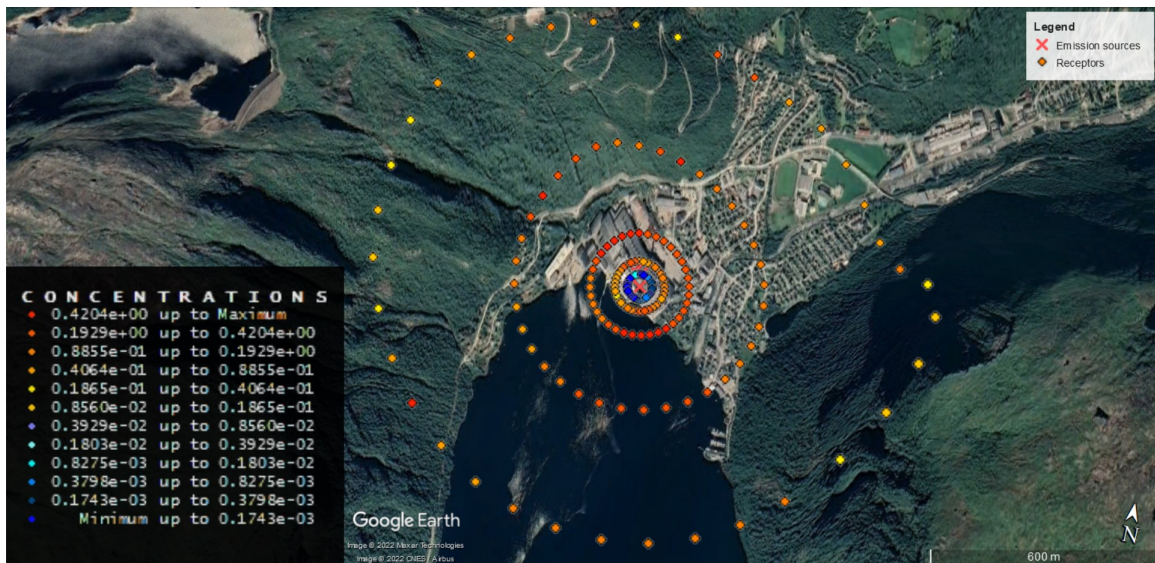 Legend
Emission sources
Receptors
C O N C E N T R A T I O N S
0.4204e+00 up to Maximum
0.1929e+00 up to 0.4204e+00
0.8855e-01 up to 0.1929e+00
0.4064e-01 up to 0.8855e-01
0.1865e-01 up to 0.4064e-01
0.8560e-02 up to 0.1865e-01
0.3929e-02 up to 0.8560e-02
0.1803e-02 up to 0.3929e-02
0.8275e-03 up to 0.1803e-02
0.3798e-03 up to 0.8275e-03
0.1743e-03 up to 0.3798e-03
Minimum up to 0.1743e-03
Google Earth
Image © 2022 Maxar Technologies
Image © 2022 CNES / Airbus
N
600 m